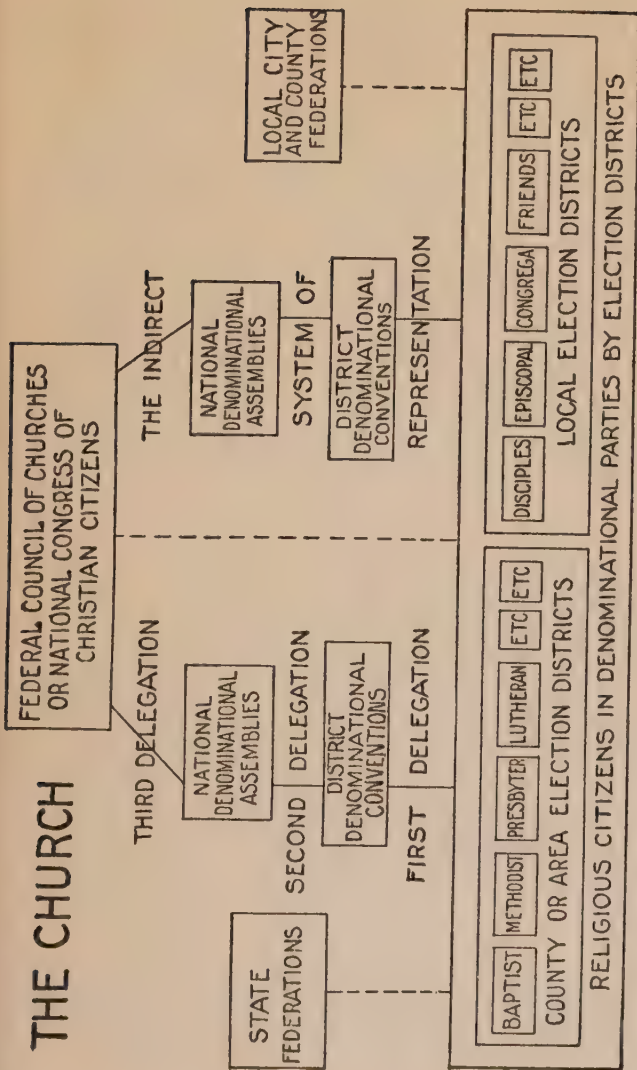 THE CHURCH
FEDERAL COUNCIL OF CHURCHES
OR NATIONAL CONGRESS OF
CHRISTIAN CITIZENS
THIRD DELEGATION
THE INDIRECT
STATE
FEDERATIONS
NATIONAL
DENOMINATIONAL
ASSEMBLIES
NATIONAL
DENOMINATIONAL
ASSEMBLIES
LOCAL CITY
AND COUNTY
FEDERATIONS
SECOND DELEGATION
SYSTEM OF
DISTRICT
DENOMINATIONAL
CONVENTIONS
DISTRICT
DENOMINATIONAL
CONVENTIONS
FIRST DELEGATION
REPRESENTATION
BAPTIST METHODIST PRESBYTER LUTHERAN ETC ETC
COUNTY OR AREA ELECTION DISTRICTS
DISCIPLES EPISCOPAL CONGREGA FRIENDS ETC ETC
LOCAL ELECTION DISTRICTS
RELIGIOUS CITIZENS IN DENOMINATIONAL PARTIES BY ELECTION DISTRICTS